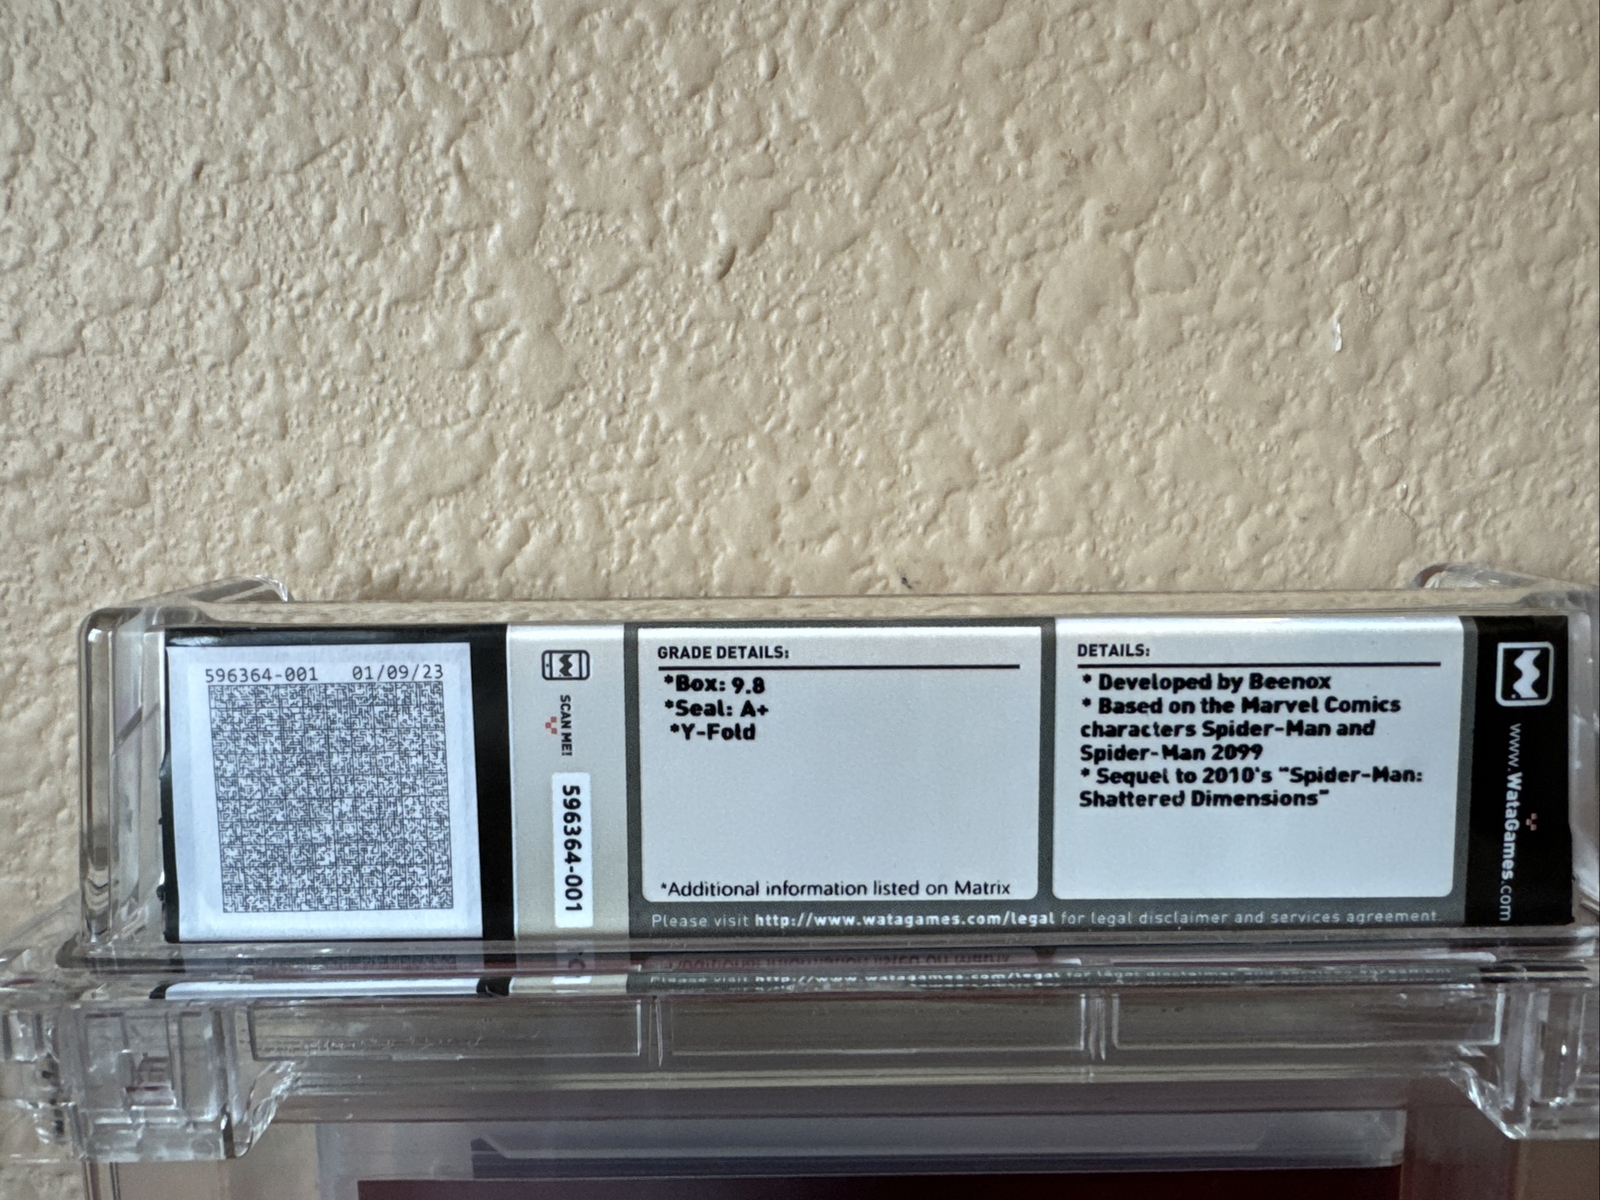 596364-001 01/09/23
SCAN ME!
596364-001
GRADE DETAILS:
*Box: 9.8
*Seal: A+
*Y-Fold
*Additional information listed on Matrix
DETAILS:
* Developed by Beenox
* Based on the Marvel Comics
characters Spider-Man and
Spider-Man 2099
* Sequel to 2010's "Spider-Man:
Shattered Dimensions"
Please visit http://www.watagames.com/legal for legal disclaimer and services agreement.
www.WataGames.com